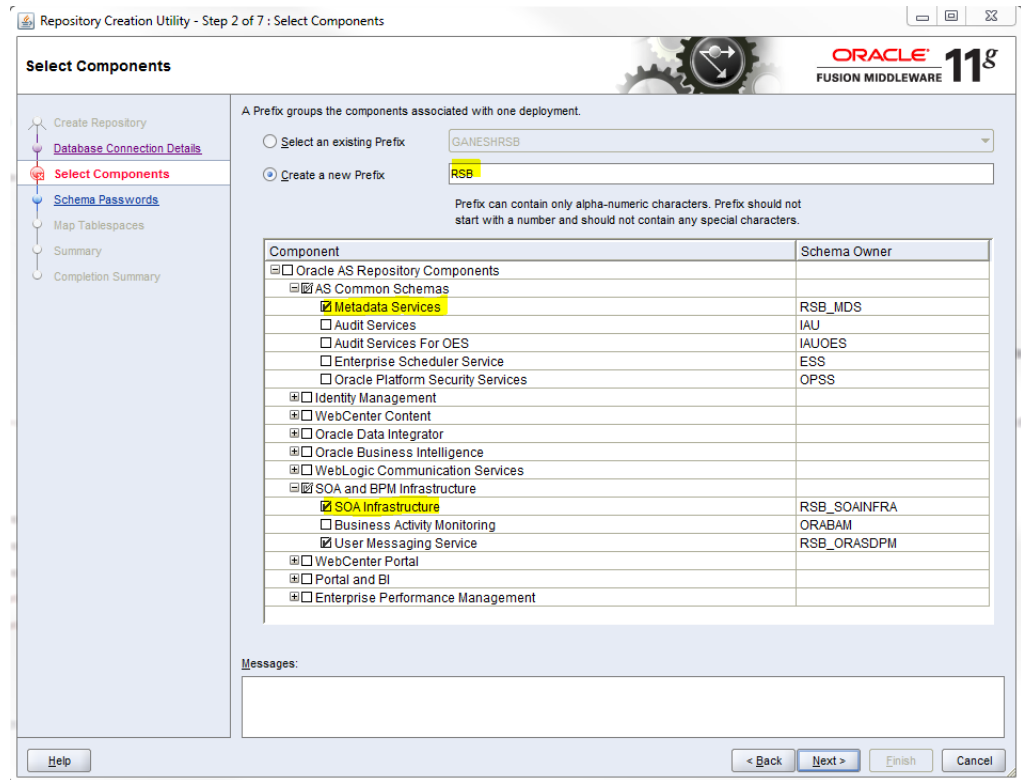 Repository Creation Utility - Step 2 of 7 : Select Components
Select Components
ORACLE
FUSION MIDDLEWARE 11g
Create Repository
Database Connection Details
Select Components
Schema Passwords
Map Tablespaces
Summary
Completion Summary
A Prefix groups the components associated with one deployment.
Select an existing Prefix GANESHRSB
Create a new Prefix RSB
Prefix can contain only alpha-numeric characters. Prefix should not
start with a number and should not contain any special characters.
Component Schema Owner
Oracle AS Repository Components
AS Common Schemas
Metadata Services RSB_MDS
Audit Services IAU
Audit Services For OES IAUOES
Enterprise Scheduler Service ESS
Oracle Platform Security Services OPSS
Identity Management
WebCenter Content
Oracle Data Integrator
Oracle Business Intelligence
WebLogic Communication Services
SOA and BPM Infrastructure
SOA Infrastructure RSB_SOAINFRA
Business Activity Monitoring ORABAM
User Messaging Service RSB_ORASDPM
WebCenter Portal
Portal and BI
Enterprise Performance Management
Messages:
Help < Back Next > Finish Cancel